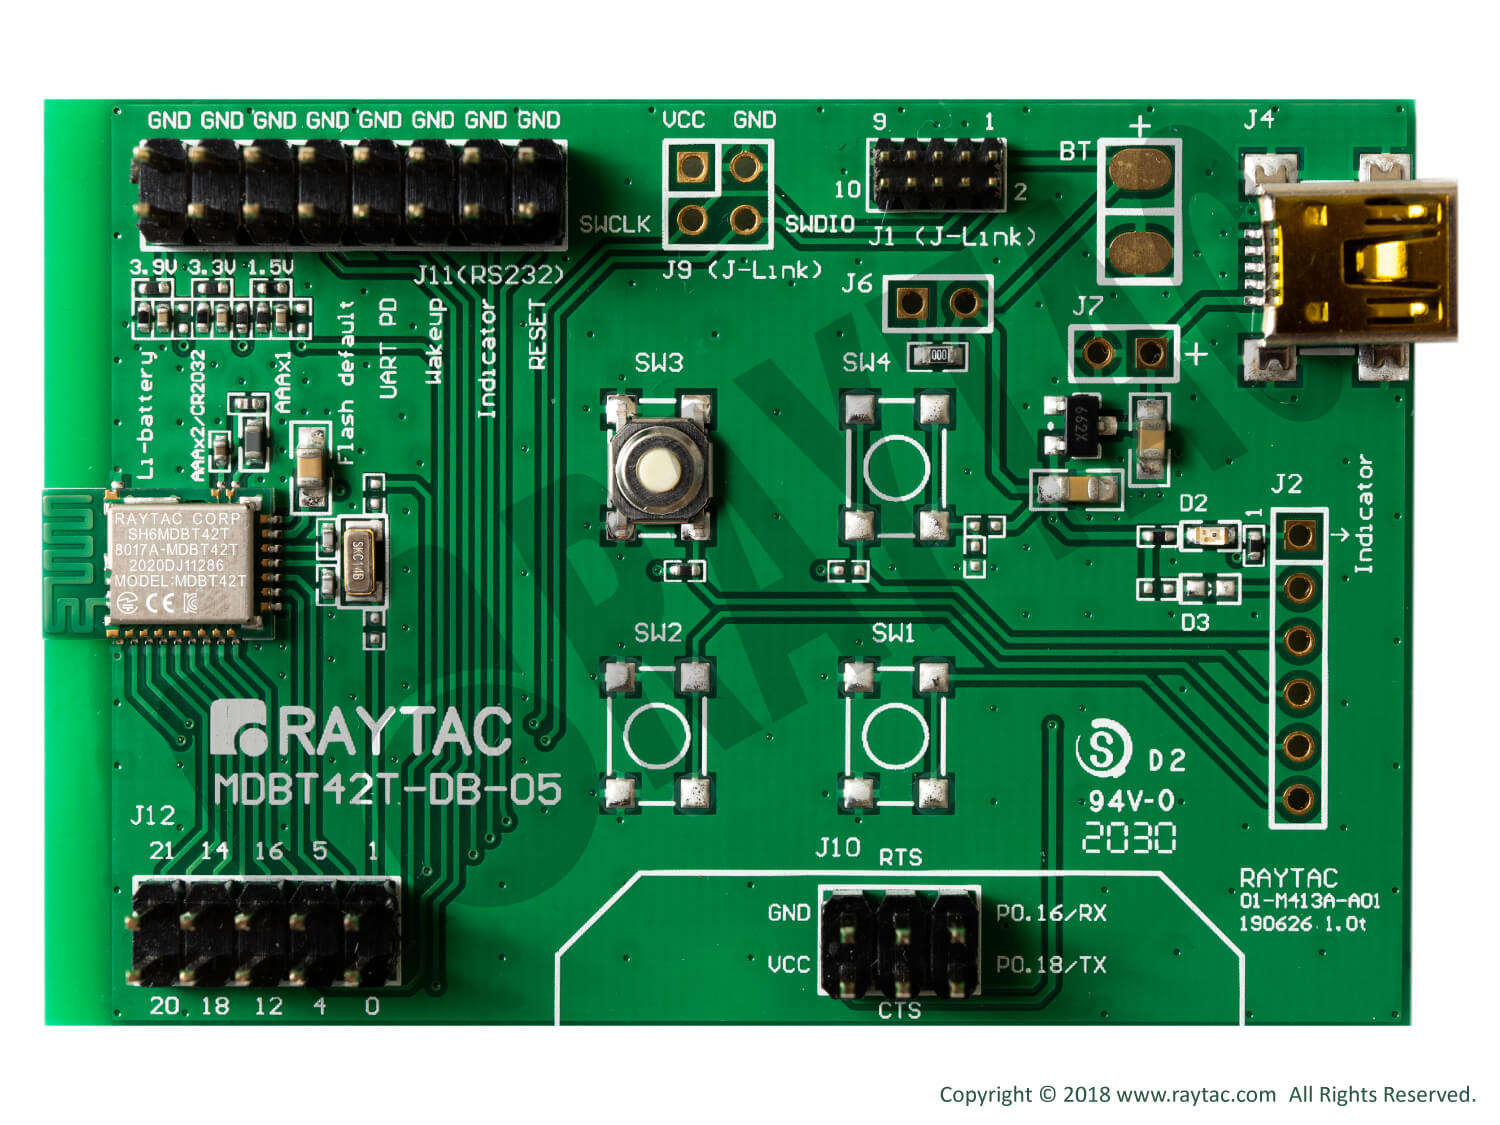 GND GND GND GND GND GND GND GND
VCC GND
9 1
BT +
J4
10 2
SWCLK SWDIO
J1 (J-Link)
J9 (J-Link)
3.9V 3.3V 1.5V
J11(RS232)
J6
J7
+
Li-battery
AAAx2/CR2032
AAAx1
Flash default
UART PD
Wakeup
Indicator
RESET
000
662X
SW3
SW4
J2
D2
1
Indicator
RAYTAC CORP
SH6MDBT42T
8017A-MDBT42T
2020DJ11286
MODEL:MDBT42T
CE
SKC14B
D3
SW2
SW1
RAYTAC
MDBT42T-DB-05
S D2
94V-0
2030
J12
21 14 16 5 1
20 18 12 4 0
J10 RTS
GND P0.16/RX
VCC P0.18/TX
CTS
RAYTAC
01-M413A-A01
190626 1.0t
RAYTAC
Copyright © 2018 www.raytac.com All Rights Reserved.